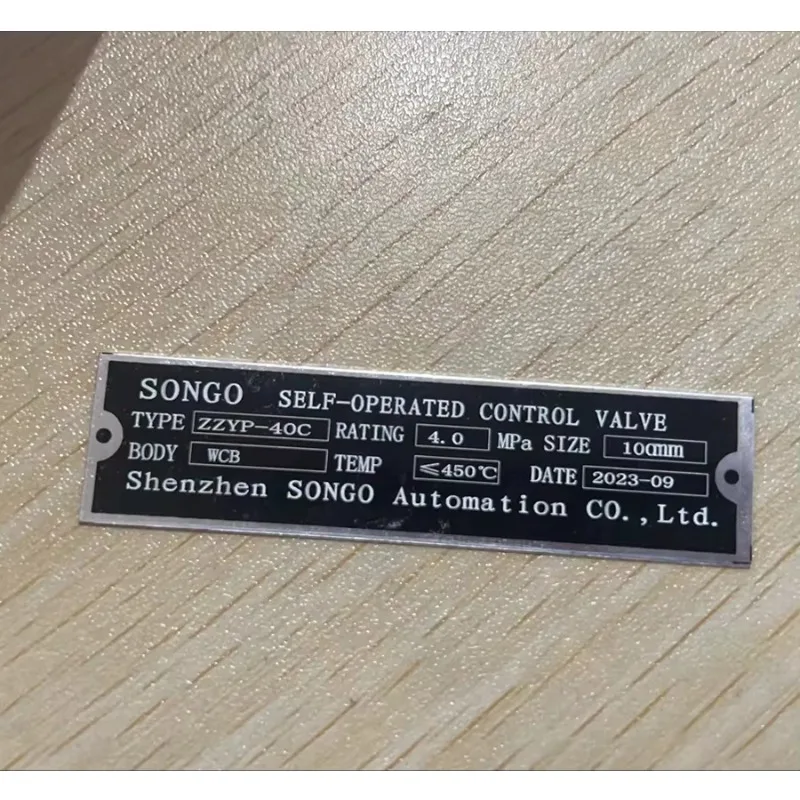 SONGO SELF-OPERATED CONTROL VALVE
TYPE ZZYP-40C RATING 4.0 MPa SIZE 100mm
BODY WCB TEMP ≤450℃ DATE 2023-09
Shenzhen SONGO Automation CO.,Ltd.